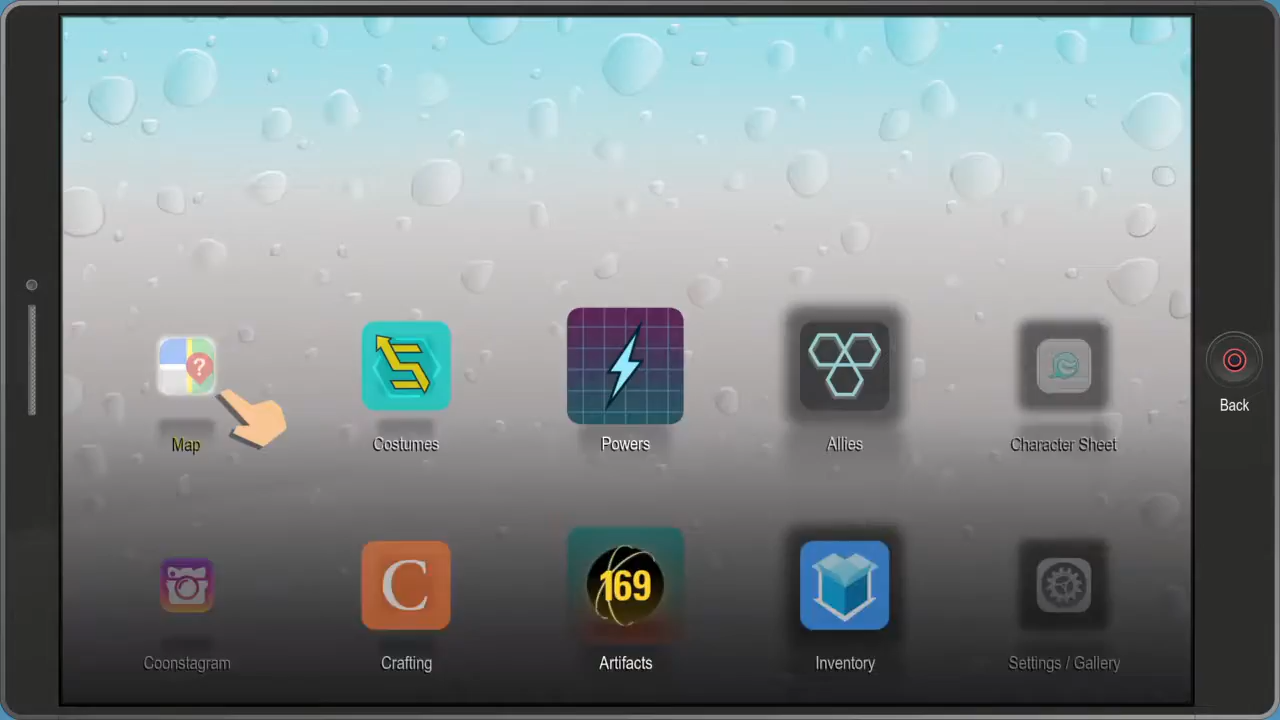 ?
Map
Costumes
Powers
Allies
Character Sheet
Back
C
169
Coonstagram
Crafting
Artifacts
Inventory
Settings / Gallery